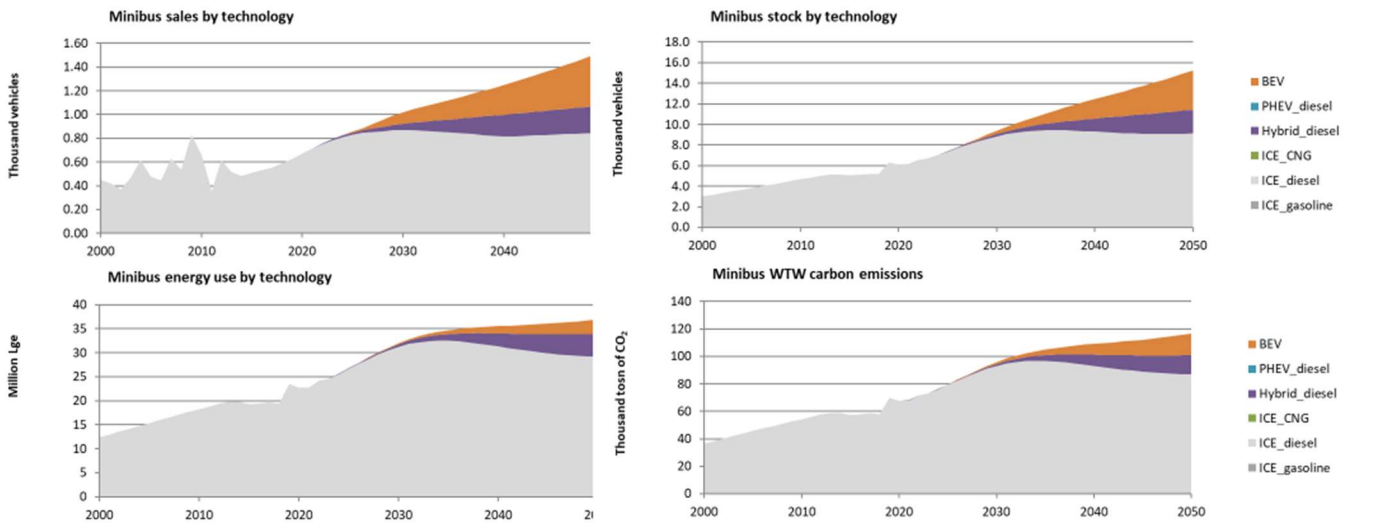 Minibus sales by technology
Thousand vehicles
1.60
1.40
1.20
1.00
0.80
0.60
0.40
0.20
0.00
2000 2010 2020 2030 2040
Minibus stock by technology
Thousand vehicles
18.0
16.0
14.0
12.0
10.0
8.0
6.0
4.0
2.0
0.0
2000 2010 2020 2030 2040 2050
BEV
PHEV_diesel
Hybrid_diesel
ICE_CNG
ICE_diesel
ICE_gasoline
Minibus energy use by technology
Million Lge
40
35
30
25
20
15
10
5
0
2000 2010 2020 2030 2040
Minibus WTW carbon emissions
Thousand tosn of CO2
140
120
100
80
60
40
20
0
2000 2010 2020 2030 2040 2050
BEV
PHEV_diesel
Hybrid_diesel
ICE_CNG
ICE_diesel
ICE_gasoline